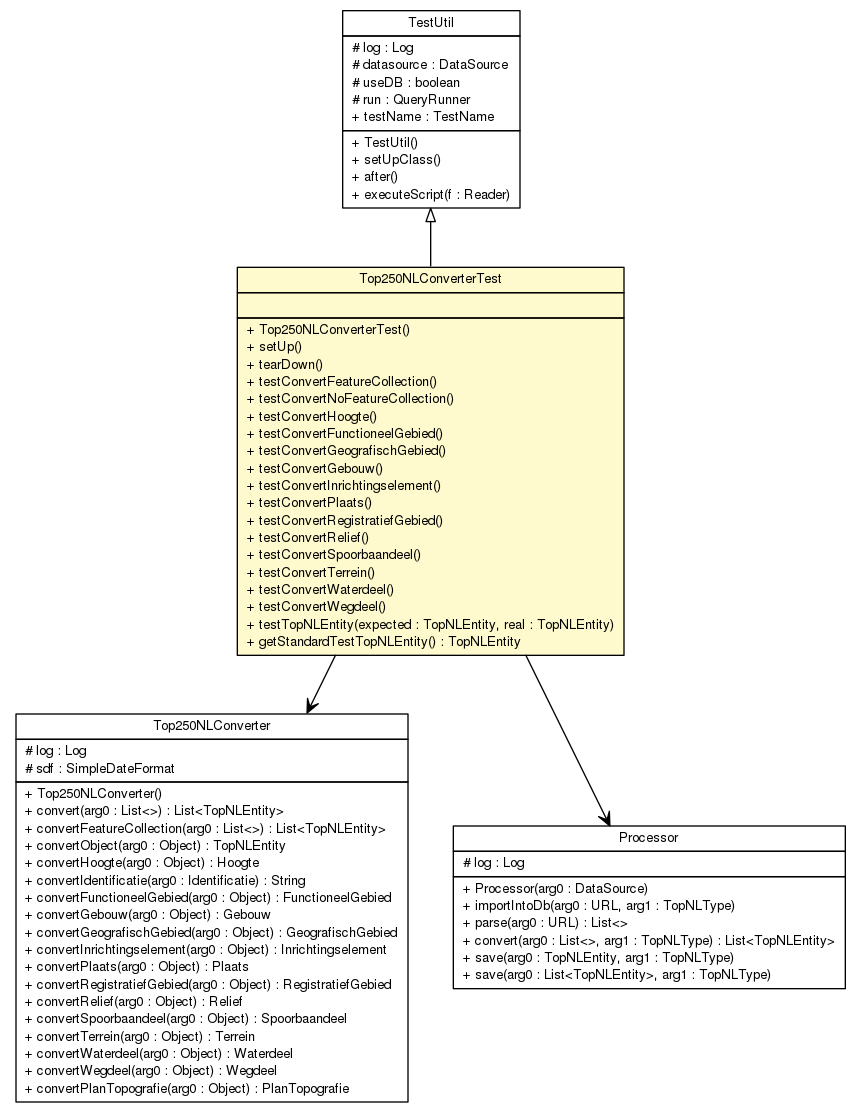 TestUtil
# log : Log
# datasource : DataSource
# useDB : boolean
# run : QueryRunner
+ testName : TestName
+ TestUtil()
+ setUpClass()
+ after()
+ executeScript(f : Reader)
Top250NLConverterTest
+ Top250NLConverterTest()
+ setUp()
+ tearDown()
+ testConvertFeatureCollection()
+ testConvertNoFeatureCollection()
+ testConvertHoogte()
+ testConvertFunctioneelGebied()
+ testConvertGeografischGebied()
+ testConvertGebouw()
+ testConvertInrichtingselement()
+ testConvertPlaats()
+ testConvertRegistratiefGebied()
+ testConvertRelief()
+ testConvertSpoorbaandeel()
+ testConvertTerrein()
+ testConvertWaterdeel()
+ testConvertWegdeel()
+ testTopNLEntity(expected : TopNLEntity, real : TopNLEntity)
+ getStandardTestTopNLEntity() : TopNLEntity
Top250NLConverter
# log : Log
# sdf : SimpleDateFormat
+ Top250NLConverter()
+ convert(arg0 : List<>) : List<TopNLEntity>
+ convertFeatureCollection(arg0 : List<>) : List<TopNLEntity>
+ convertObject(arg0 : Object) : TopNLEntity
+ convertHoogte(arg0 : Object) : Hoogte
+ convertIdentificatie(arg0 : Identificatie) : String
+ convertFunctioneelGebied(arg0 : Object) : FunctioneelGebied
+ convertGebouw(arg0 : Object) : Gebouw
+ convertGeografischGebied(arg0 : Object) : GeografischGebied
+ convertInrichtingselement(arg0 : Object) : Inrichtingselement
+ convertPlaats(arg0 : Object) : Plaats
+ convertRegistratiefGebied(arg0 : Object) : RegistratiefGebied
+ convertRelief(arg0 : Object) : Relief
+ convertSpoorbaandeel(arg0 : Object) : Spoorbaandeel
+ convertTerrein(arg0 : Object) : Terrein
+ convertWaterdeel(arg0 : Object) : Waterdeel
+ convertWegdeel(arg0 : Object) : Wegdeel
+ convertPlanTopografie(arg0 : Object) : PlanTopografie
Processor
# log : Log
+ Processor(arg0 : DataSource)
+ importIntoDb(arg0 : URL, arg1 : TopNLType)
+ parse(arg0 : URL) : List<>
+ convert(arg0 : List<>, arg1 : TopNLType) : List<TopNLEntity>
+ save(arg0 : TopNLEntity, arg1 : TopNLType)
+ save(arg0 : List<TopNLEntity>, arg1 : TopNLType)